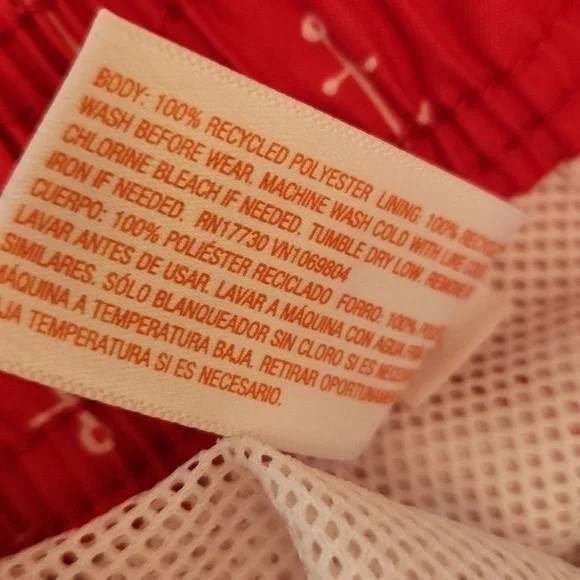 BODY: 100% RECYCLED POLYESTER LINING: 100% RECYCLED
WASH BEFORE WEAR. MACHINE WASH COLD WITH LIKE
CHLORINE BLEACH IF NEEDED. TUMBLE DRY LOW.
IRON IF NEEDED. RN17730 VN1069804
CUERPO: 100% POLIÉSTER RECICLADO FORRO: 100%
LAVAR ANTES DE USAR. LAVAR A MÁQUINA CON AGUA
SIMILARES. SÓLO BLANQUEADOR SIN CLORO SI ES
MÁQUINA A TEMPERATURA BAJA. RETIRAR
TEMPERATURA SI ES NECESARIO.